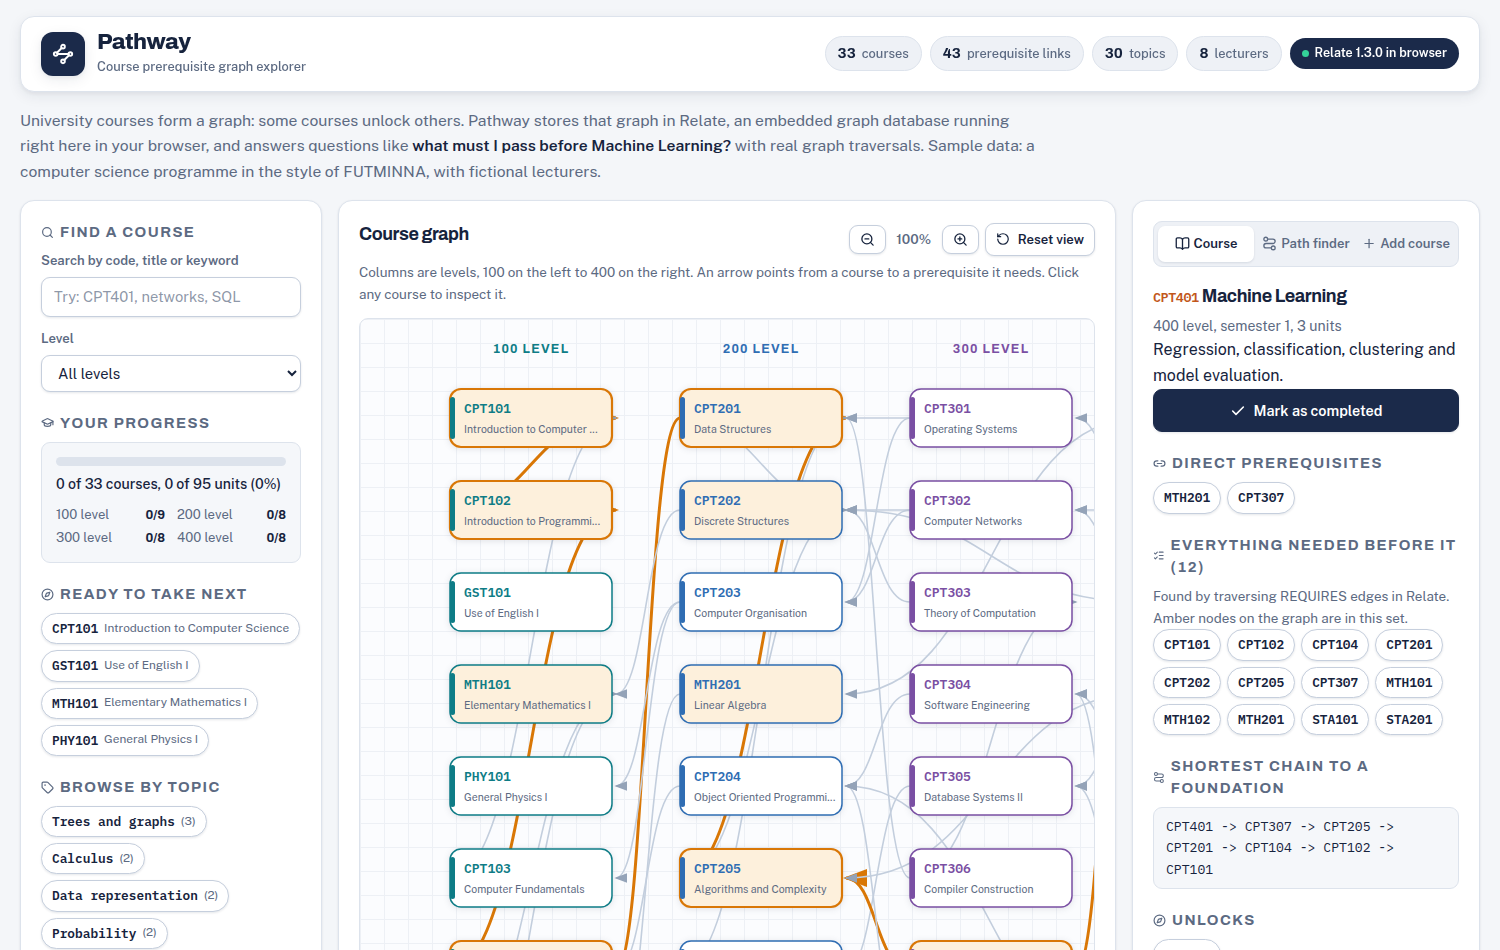 Pathway
Course prerequisite graph explorer
33 courses
43 prerequisite links
30 topics
8 lecturers
Relate 1.3.0 in browser
University courses form a graph: some courses unlock others. Pathway stores that graph in Relate, an embedded graph database running
right here in your browser, and answers questions like what must I pass before Machine Learning? with real graph traversals. Sample data: a
computer science programme in the style of FUTMINNA, with fictional lecturers.
FIND A COURSE
Search by code, title or keyword
Try: CPT401, networks, SQL
Level
All levels
YOUR PROGRESS
0 of 33 courses, 0 of 95 units (0%)
100 level 0/9 200 level 0/8
300 level 0/8 400 level 0/8
READY TO TAKE NEXT
CPT101 Introduction to Computer Science
GST101 Use of English I
MTH101 Elementary Mathematics I
PHY101 General Physics I
BROWSE BY TOPIC
Trees and graphs (3)
Calculus (2)
Data representation (2)
Probability (2)
Course graph
100%
Reset view
Columns are levels, 100 on the left to 400 on the right. An arrow points from a course to a prerequisite it needs. Click
any course to inspect it.
100 LEVEL
200 LEVEL
300 LEVEL
CPT101
Introduction to Computer ...
CPT201
Data Structures
CPT301
Operating Systems
CPT102
Introduction to Programmi...
CPT202
Discrete Structures
CPT302
Computer Networks
GST101
Use of English I
CPT203
Computer Organisation
CPT303
Theory of Computation
MTH101
Elementary Mathematics I
MTH201
Linear Algebra
CPT304
Software Engineering
PHY101
General Physics I
CPT204
Object Oriented Programmi...
CPT305
Database Systems II
CPT103
Computer Fundamentals
CPT205
Algorithms and Complexity
CPT306
Compiler Construction
Course
Path finder
Add course
CPT401 Machine Learning
400 level, semester 1, 3 units
Regression, classification, clustering and
model evaluation.
Mark as completed
DIRECT PREREQUISITES
MTH201 CPT307
EVERYTHING NEEDED BEFORE IT
(12)
Found by traversing REQUIRES edges in Relate.
Amber nodes on the graph are in this set.
CPT101 CPT102 CPT104 CPT201
CPT202 CPT205 CPT307 MTH101
MTH102 MTH201 STA101 STA201
SHORTEST CHAIN TO A
FOUNDATION
CPT401 -> CPT307 -> CPT205 ->
CPT201 -> CPT104 -> CPT102 ->
CPT101
UNLOCKS